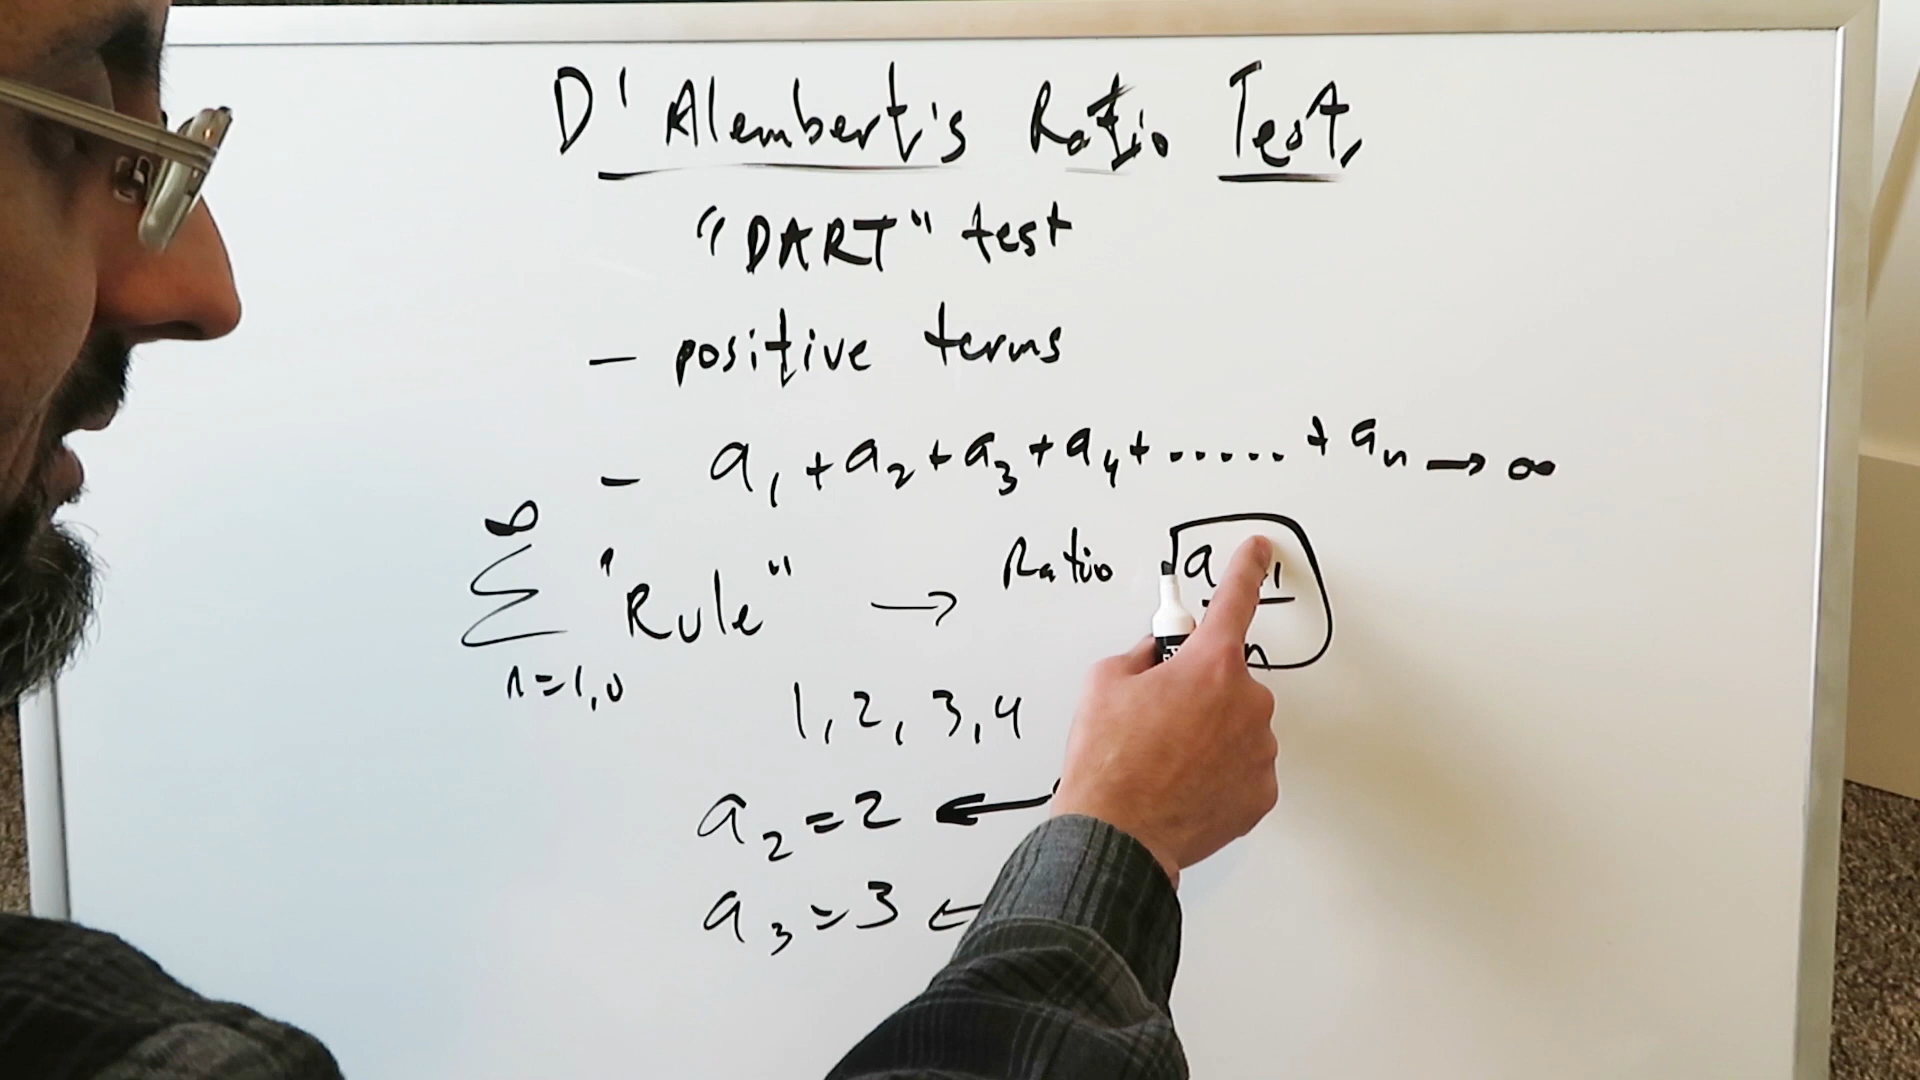 D'Alembert's Ratio Test
"DART" test
- positive terms
- a₁ + a₂ + a₃ + a₄ + ...... + aₙ → ∞
∞
Σ "Rule" → Ratio a 1
n
n=1,0
1, 2, 3, 4
a₂ = 2 ←
a₃ = 3 ←